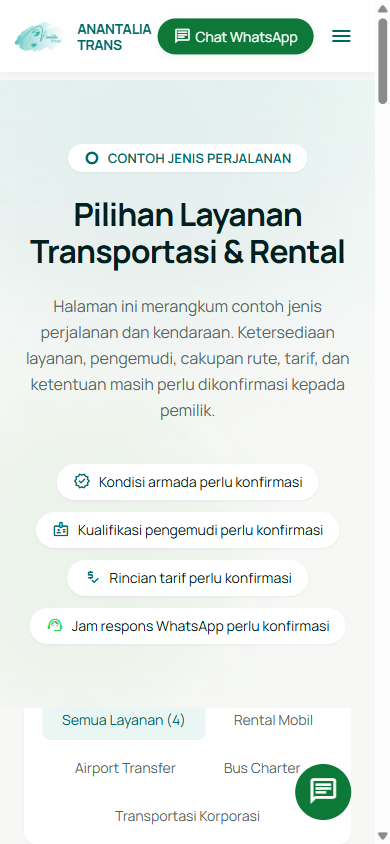 ANANTALIA
TRANS
Chat WhatsApp
CONTOH JENIS PERJALANAN
Pilihan Layanan
Transportasi & Rental
Halaman ini merangkum contoh jenis
perjalanan dan kendaraan. Ketersediaan
layanan, pengemudi, cakupan rute, tarif, dan
ketentuan masih perlu dikonfirmasi kepada
pemilik.
Kondisi armada perlu konfirmasi
Kualifikasi pengemudi perlu konfirmasi
Rincian tarif perlu konfirmasi
Jam respons WhatsApp perlu konfirmasi
Semua Layanan (4)
Rental Mobil
Airport Transfer
Bus Charter
Transportasi Korporasi